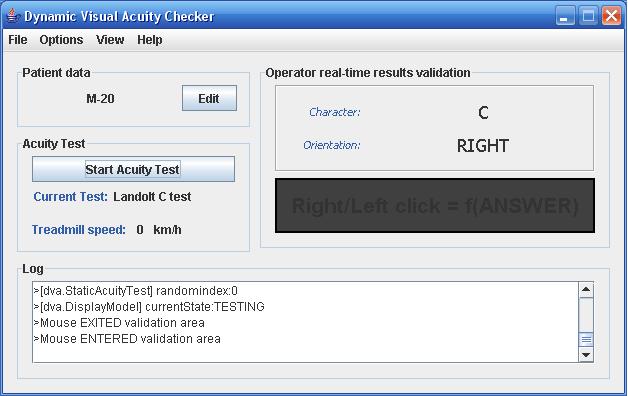 Dynamic Visual Acuity Checker
File Options View Help
Patient data
M-20
Edit
Acuity Test
Start Acuity Test
Current Test: Landolt C test
Treadmill speed: 0 km/h
Operator real-time results validation
Character: C
Orientation: RIGHT
Right/Left click = f(ANSWER)
Log
>[dva.StaticAcuityTest] randomindex:0
>[dva.DisplayModel] currentState:TESTING
>Mouse EXITED validation area
>Mouse ENTERED validation area